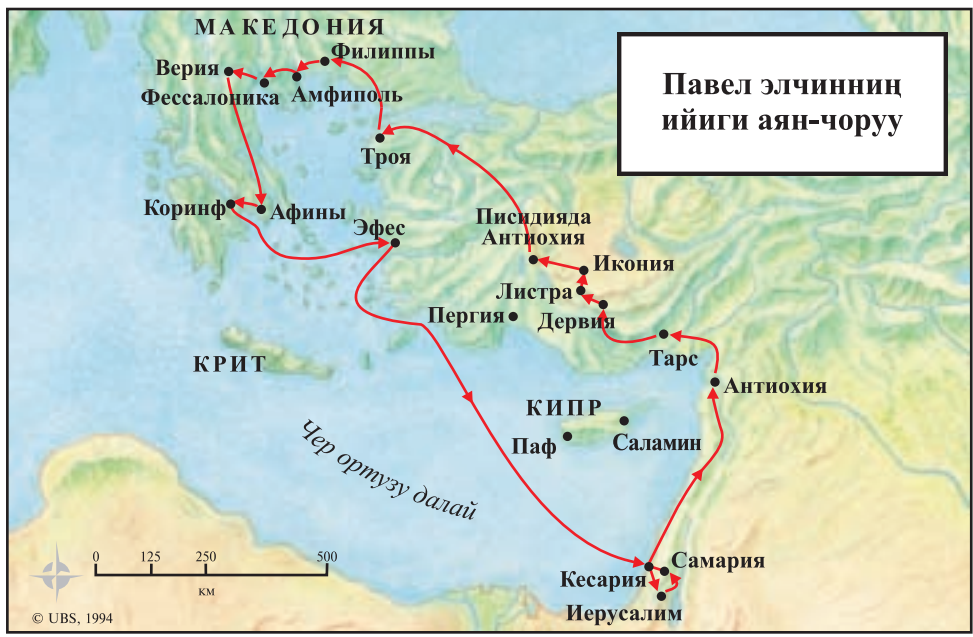 МАКЕДОНИЯ
Филиппы
Верия
Фессалоника
Амфиполь
Павел элчинниң
ийиги аян-чоруу
Троя
Коринф
Афины
Эфес
Писидияда
Антиохия
Икония
Листра
Пергия
Дервия
Тарс
КРИТ
Антиохия
КИПР
Паф
Саламин
Чер ортузу далай
0 125 250 500
км
Самария
Кесария
Иерусалим
© UBS, 1994